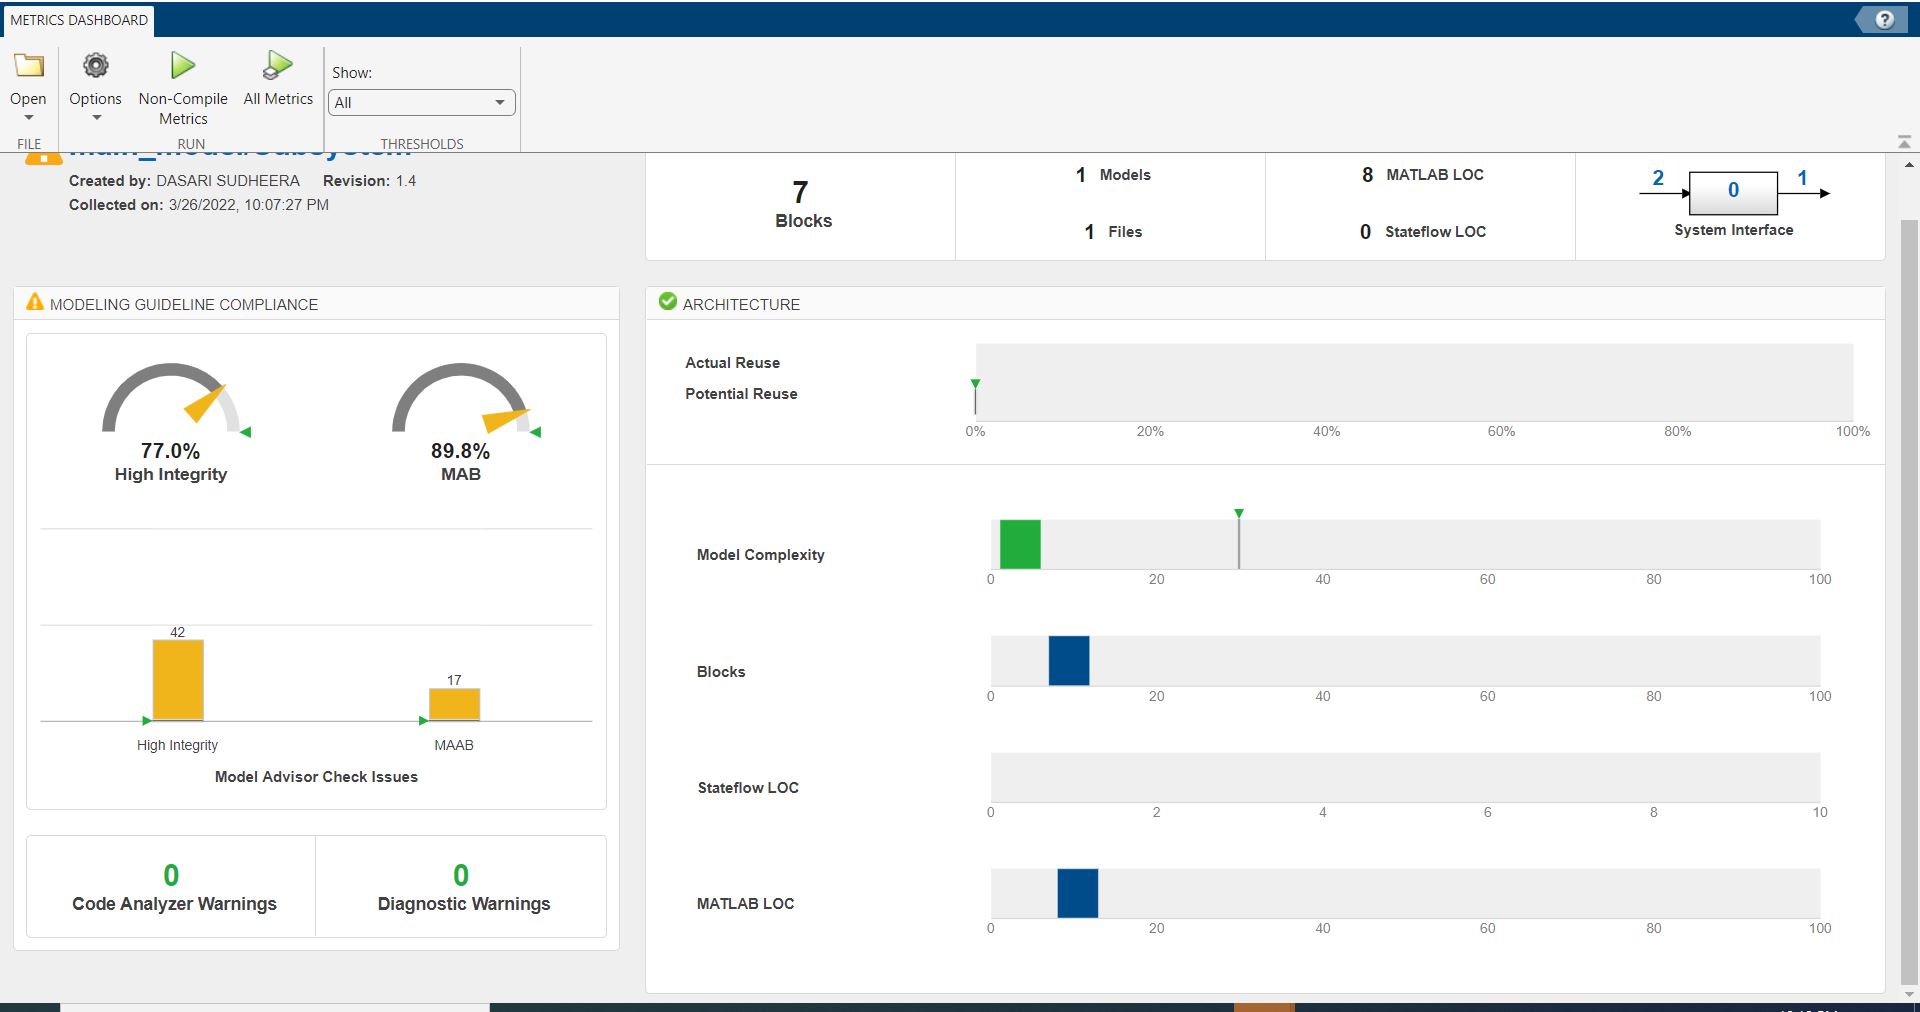 METRICS DASHBOARD
?
Open
Options
Non-Compile
Metrics
All Metrics
Show:
All
FILE
RUN
THRESHOLDS
Created by: DASARI SUDHEERA Revision: 1.4
Collected on: 3/26/2022, 10:07:27 PM
7
Blocks
1 Models
1 Files
8 MATLAB LOC
0 Stateflow LOC
2 0 1
System Interface
MODELING GUIDELINE COMPLIANCE
77.0%
High Integrity
89.8%
MAB
42
17
High Integrity
MAAB
Model Advisor Check Issues
0
Code Analyzer Warnings
0
Diagnostic Warnings
ARCHITECTURE
Actual Reuse
Potential Reuse
0% 20% 40% 60% 80% 100%
Model Complexity
0 20 40 60 80 100
Blocks
0 20 40 60 80 100
Stateflow LOC
0 2 4 6 8 10
MATLAB LOC
0 20 40 60 80 100